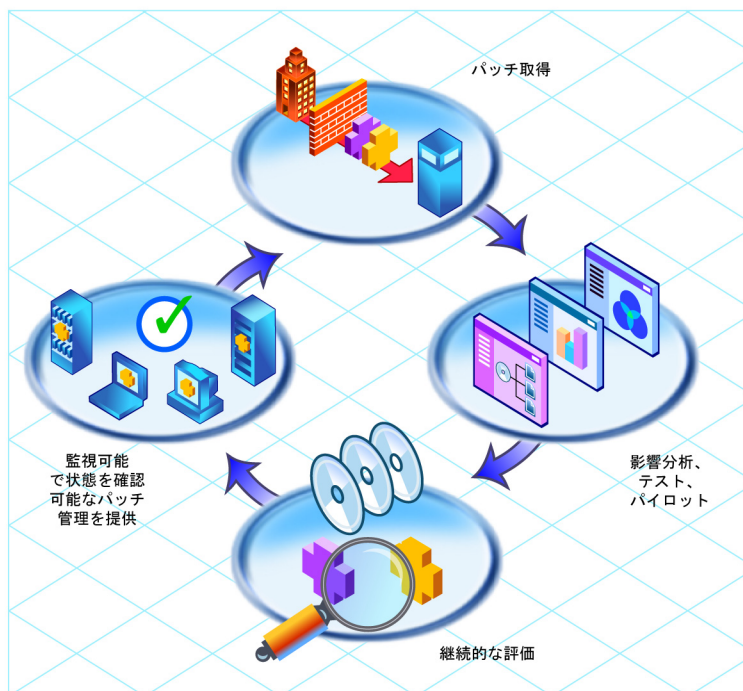 パッチ取得
影響分析、
テスト、
パイロット
継続的な評価
監視可能
で状態を確認
可能なパッチ
管理を提供